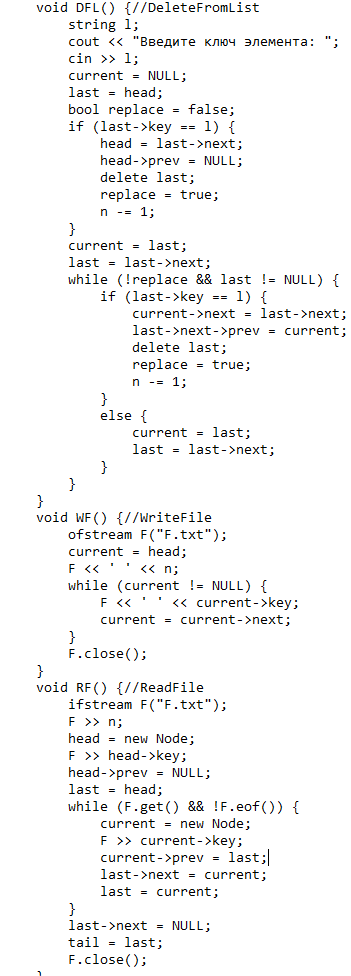 void DFL() {//DeleteFromList
string l;
cout << "Введите ключ элемента: ";
cin >> l;
current = NULL;
last = head;
bool replace = false;
if (last->key == l) {
head = last->next;
head->prev = NULL;
delete last;
replace = true;
n -= 1;
}
current = last;
last = last->next;
while (!replace && last != NULL) {
if (last->key == l) {
current->next = last->next;
last->next->prev = current;
delete last;
replace = true;
n -= 1;
}
else {
current = last;
last = last->next;
}
}
}
void WF() {//WriteFile
ofstream F("F.txt");
current = head;
F << ' ' << n;
while (current != NULL) {
F << ' ' << current->key;
current = current->next;
}
F.close();
}
void RF() {//ReadFile
ifstream F("F.txt");
F >> n;
head = new Node;
F >> head->key;
head->prev = NULL;
last = head;
while (F.get() && !F.eof()) {
current = new Node;
F >> current->key;
current->prev = last;
last->next = current;
last = current;
}
last->next = NULL;
tail = last;
F.close();
}